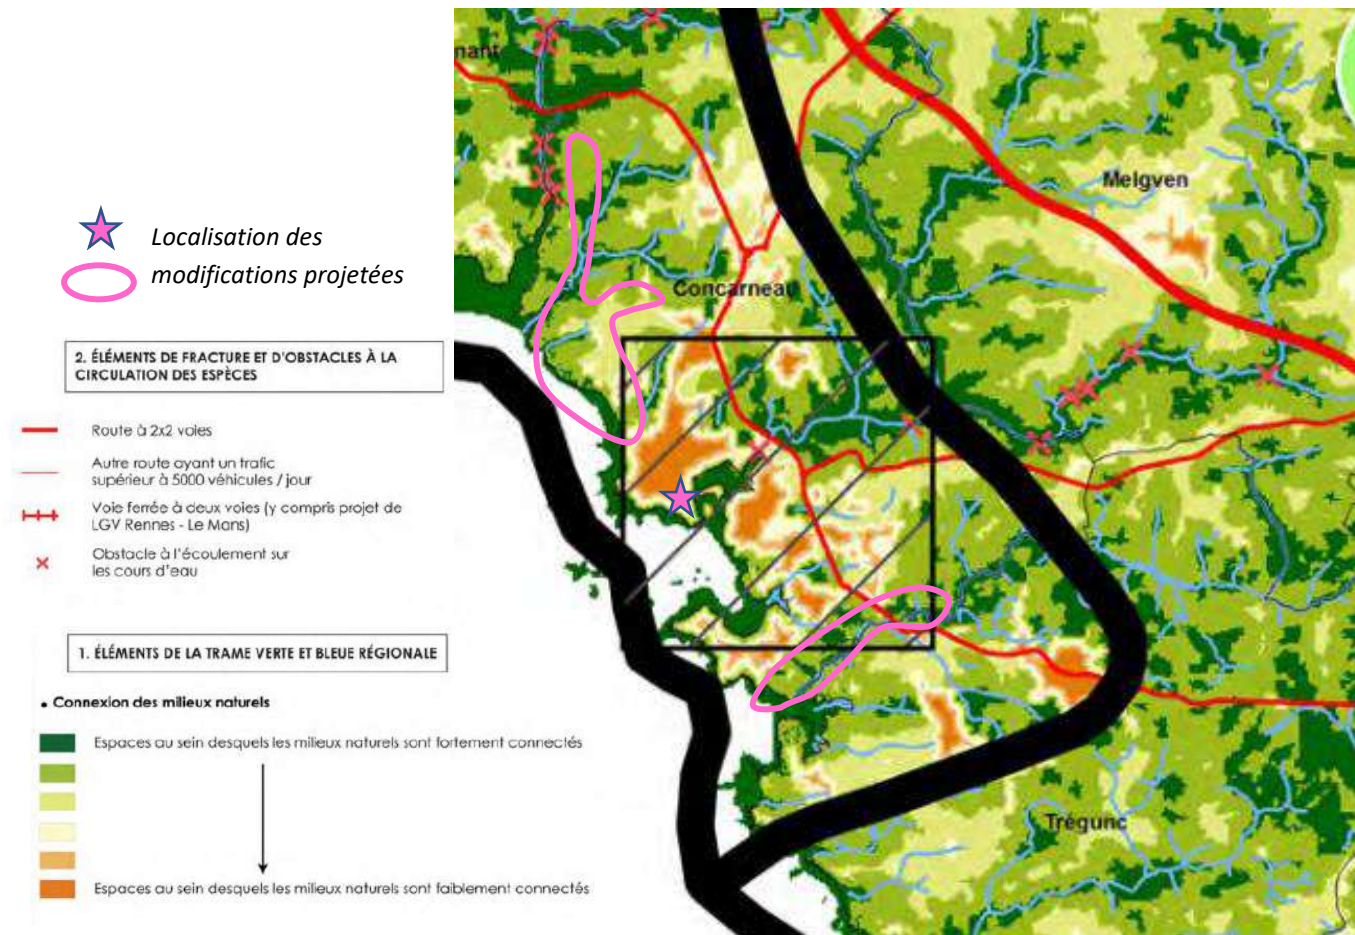 Localisation des
modifications projetées
2. ÉLÉMENTS DE FRACTURE ET D'OBSTACLES À LA
CIRCULATION DES ESPÈCES
Route à 2x2 voies
Autre route ayant un trafic
supérieur à 5000 véhicules / jour
Voie ferrée à deux voies (y compris projet de
LGV Rennes - Le Mans)
Obstacle à l'écoulement sur
les cours d'eau
1. ÉLÉMENTS DE LA TRAME VERTE ET BLEUE RÉGIONALE
• Connexion des milieux naturels
Espaces au sein desquels les milieux naturels sont fortement connectés
Espaces au sein desquels les milieux naturels sont faiblement connectés
nant
Melgven
Concarneau
Trégunc